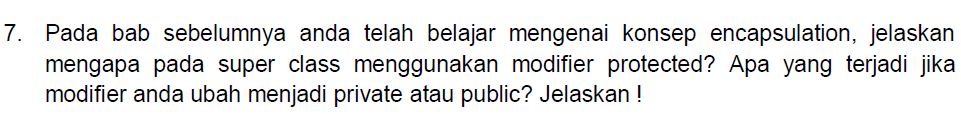 7. Pada bab sebelumnya anda telah belajar mengenai konsep encapsulation, jelaskan
mengapa pada super class menggunakan modifier protected? Apa yang terjadi jika
modifier anda ubah menjadi private atau public? Jelaskan !